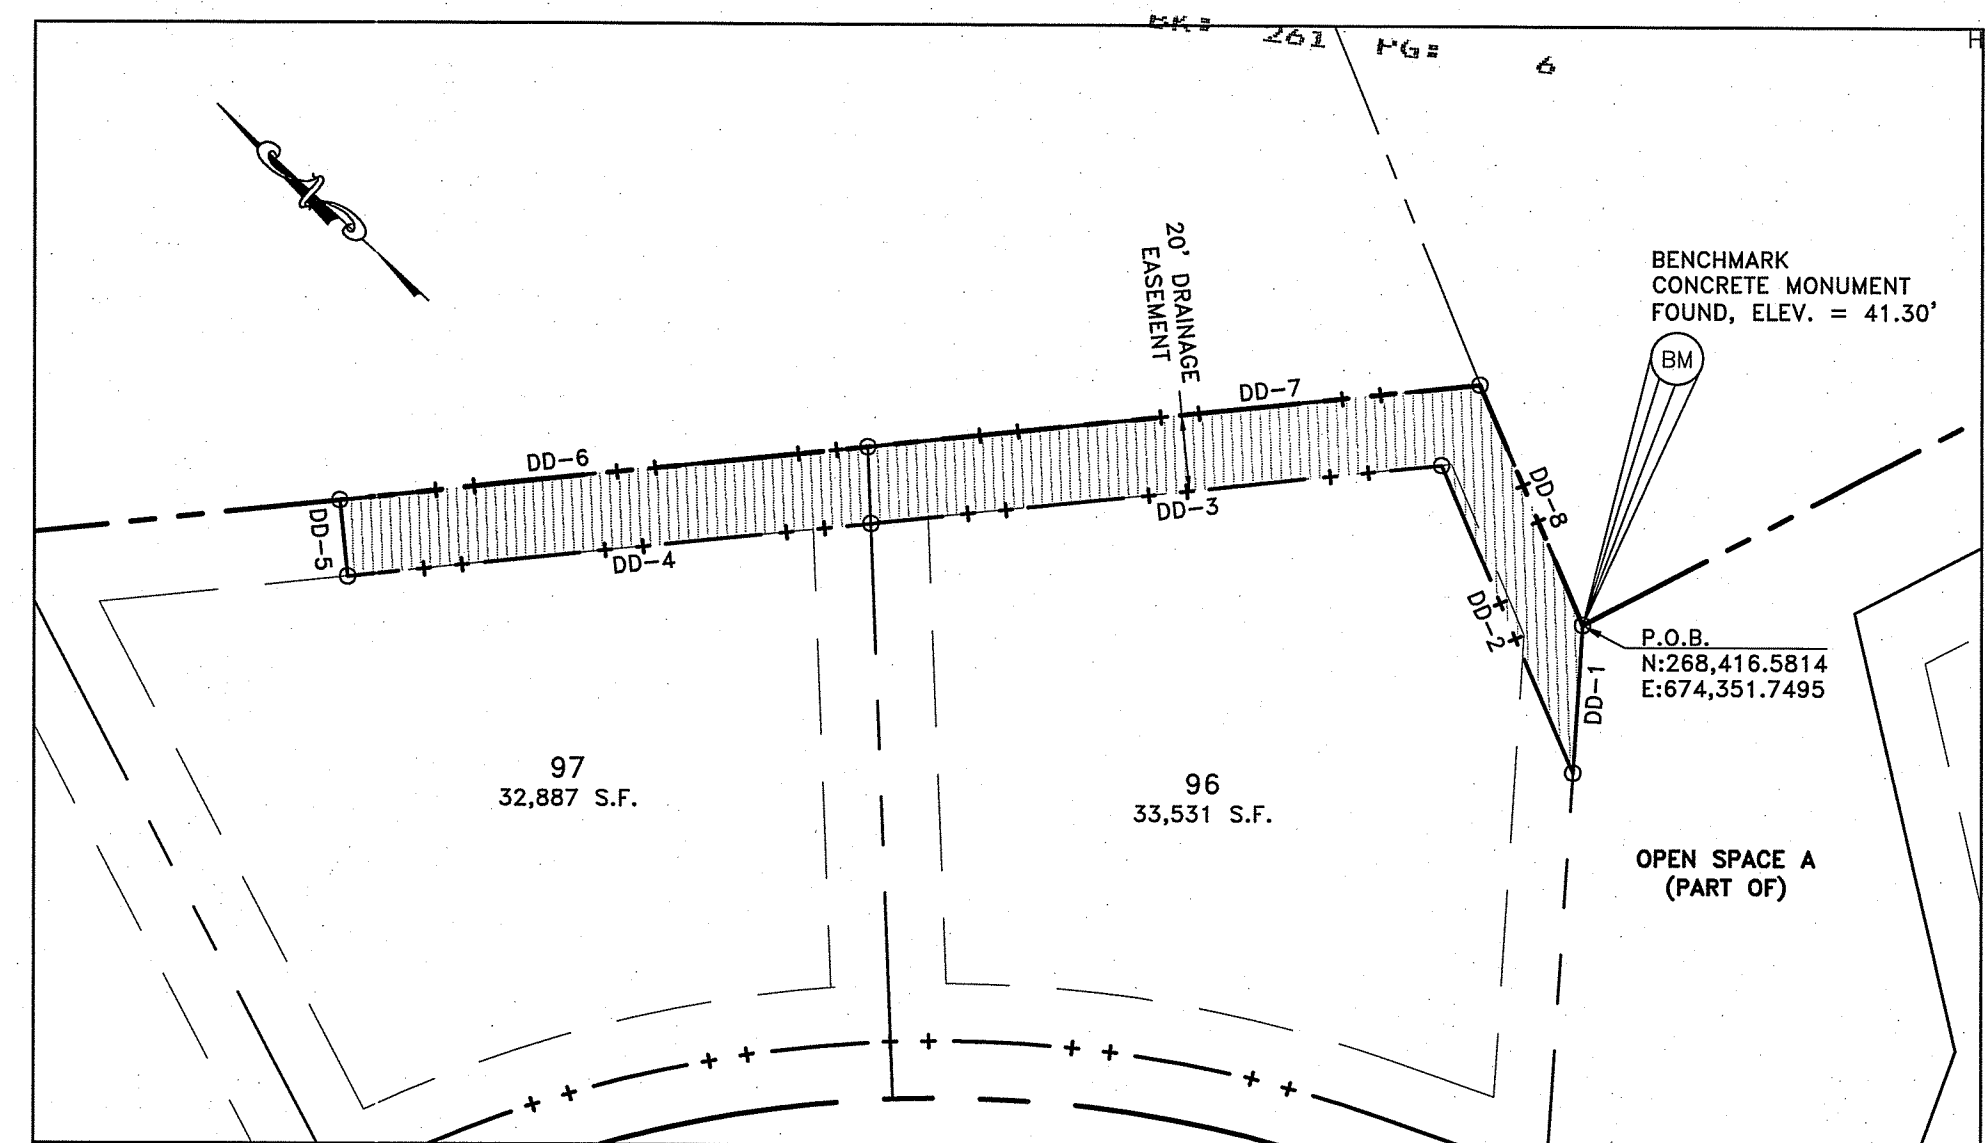 BK: 261 PG: 6
20' DRAINAGE
EASEMENT
BENCHMARK
CONCRETE MONUMENT
FOUND, ELEV. = 41.30'
BM
DD-7
DD-6
DD-8
DD-5
DD-3
DD-4
DD-2
P.O.B.
N:268,416.5814
E:674,351.7495
DD-1
97
32,887 S.F.
96
33,531 S.F.
OPEN SPACE A
(PART OF)